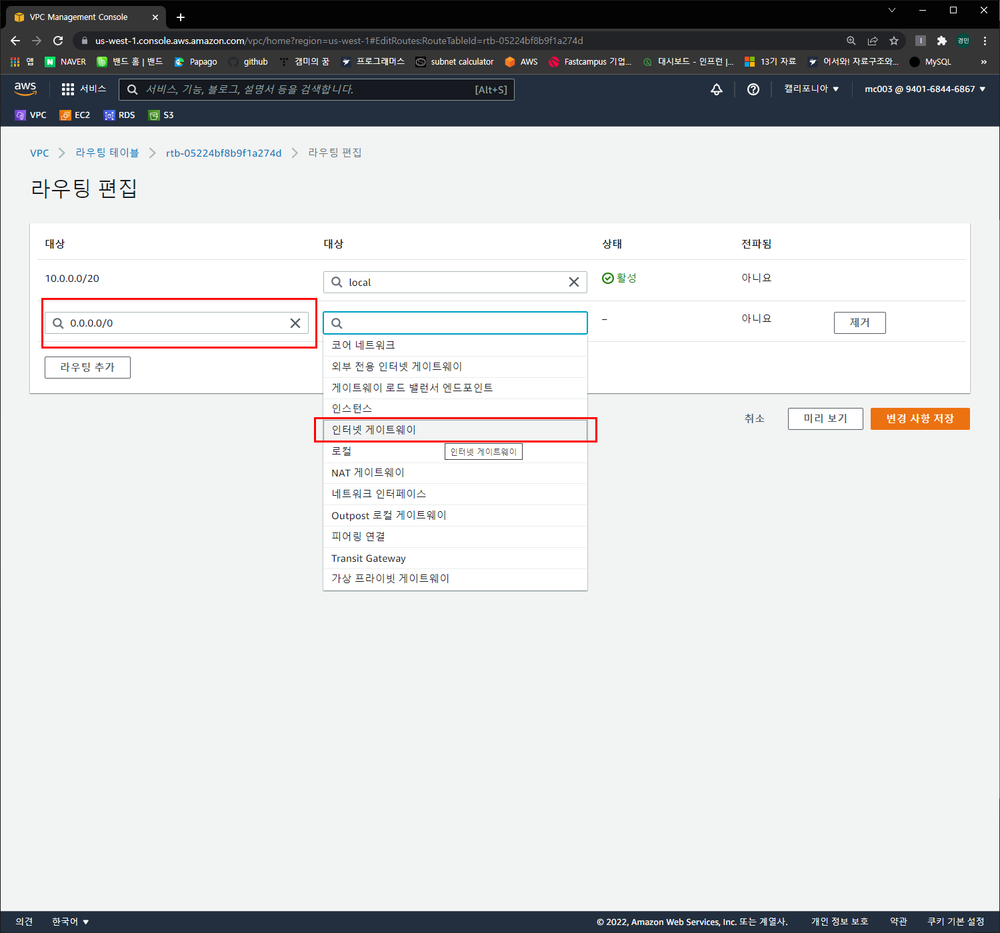 VPC Management Console
us-west-1.console.aws.amazon.com/vpc/home?region=us-west-1#EditRoutes:RouteTableId=rtb-05224bf8b9f1a274d
I
경민
앱
NAVER
밴드 홈 | 밴드
Papago
github
갬미의 꿈
프로그래머스
subnet calculator
AWS
Fastcampus 기업...
대시보드 - 인프런 |...
13기 자료
어서와! 자료구조와...
MySQL
»
aws
서비스
서비스, 기능, 블로그, 설명서 등을 검색합니다.
[Alt+S]
캘리포니아
mc003 @ 9401-6844-6867
VPC
EC2
RDS
S3
VPC
라우팅 테이블
rtb-05224bf8b9f1a274d
라우팅 편집
라우팅 편집
대상
대상
상태
전파됨
10.0.0.0/20
local
활성
아니요
0.0.0.0/0
–
아니요
제거
코어 네트워크
외부 전용 인터넷 게이트웨이
라우팅 추가
게이트웨이 로드 밸런서 엔드포인트
인스턴스
취소
미리 보기
변경 사항 저장
인터넷 게이트웨이
로컬
인터넷 게이트웨이
NAT 게이트웨이
네트워크 인터페이스
Outpost 로컬 게이트웨이
피어링 연결
Transit Gateway
가상 프라이빗 게이트웨이
의견
한국어
© 2022, Amazon Web Services, Inc. 또는 계열사.
개인 정보 보호
약관
쿠키 기본 설정